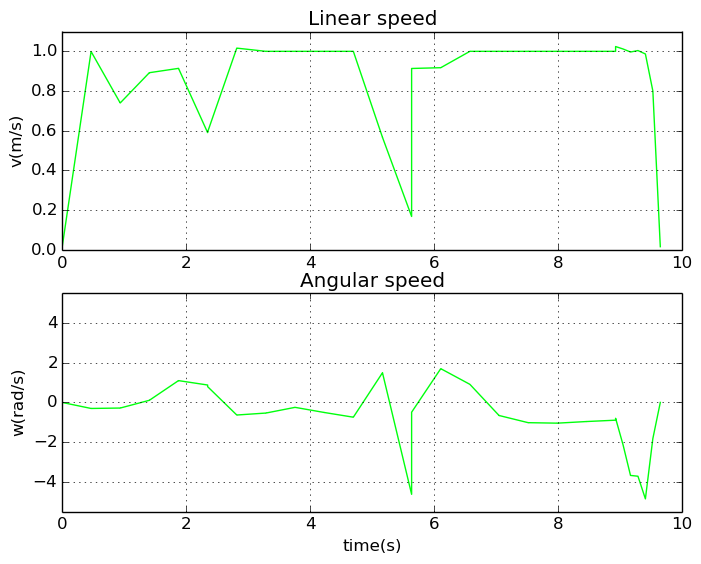 Linear speed
v(m/s)
1.0
0.8
0.6
0.4
0.2
0.0
0 2 4 6 8 10
Angular speed
w(rad/s)
4
2
0
−2
−4
0 2 4 6 8 10
time(s)